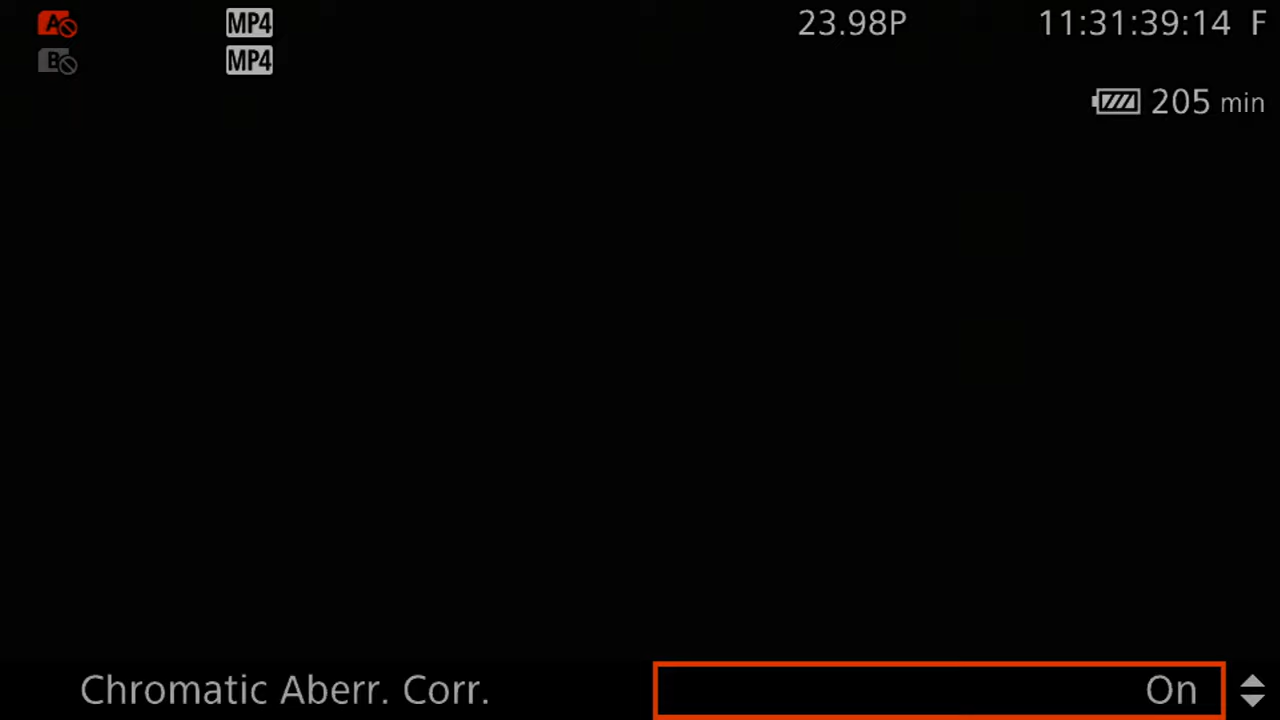 A MP4 23.98P 11:31:39:14 F
B MP4
205 min
Chromatic Aberr. Corr. On